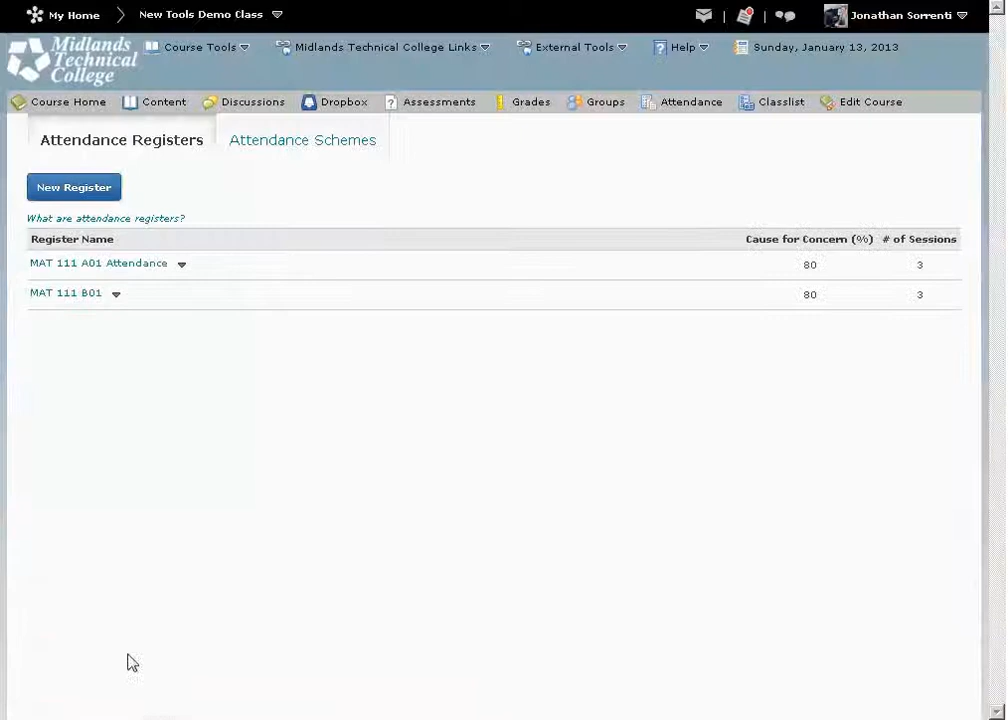 My Home
New Tools Demo Class
Jonathan Sorrenti
Midlands
Technical
College
Course Tools
Midlands Technical College Links
External Tools
Help
Sunday, January 13, 2013
Course Home
Content
Discussions
Dropbox
Assessments
Grades
Groups
Attendance
Classlist
Edit Course
Attendance Registers
Attendance Schemes
New Register
What are attendance registers?
Register Name
Cause for Concern (%)
# of Sessions
MAT 111 A01 Attendance
80
3
MAT 111 B01
80
3